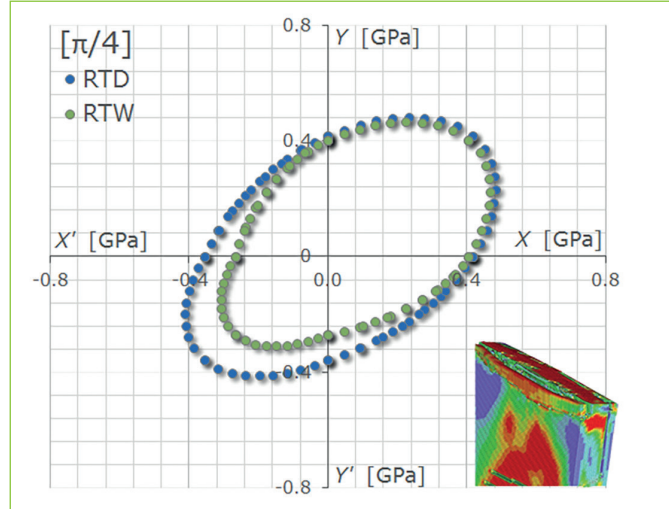 0.8
Y [GPa]
[π/4]
RTD
RTW
0.4
X′ [GPa]
X [GPa]
0
-0.8
-0.4
0.0
0.4
0.8
-0.4
Y′ [GPa]
-0.8